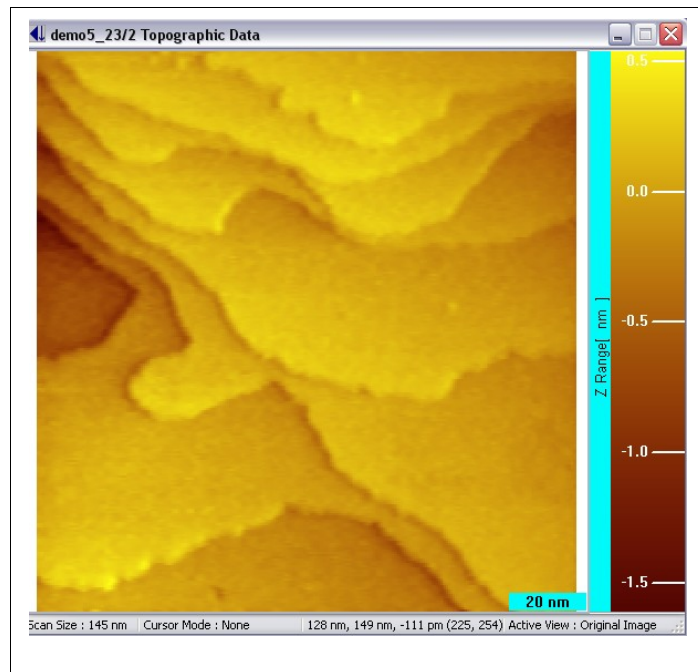 demo5_23/2 Topographic Data
0.5
0.0
-0.5
-1.0
-1.5
Z Range[ nm ]
20 nm
Scan Size : 145 nm Cursor Mode : None 128 nm, 149 nm, -111 pm (225, 254) Active View : Original Image